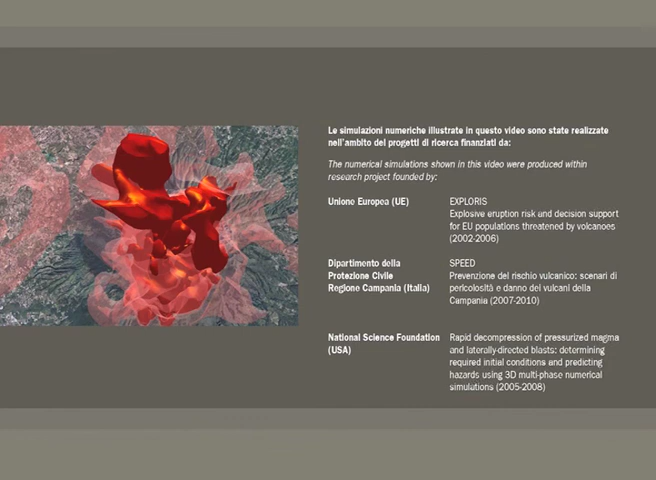 Le simulazioni numeriche illustrate in questo video sono state realizzate
nell'ambito dei progetti di ricerca finanziati da:
The numerical simulations shown in this video were produced within
research project founded by:
Unione Europea (UE)
EXPLORIS
Explosive eruption risk and decision support
for EU populations threatened by volcanoes
(2002-2006)
Dipartimento della
Protezione Civile
Regione Campania (Italia)
SPEED
Prevenzione del rischio vulcanico: scenari di
pericolosità e danno dei vulcani della
Campania (2007-2010)
National Science Foundation
(USA)
Rapid decompression of pressurized magma
and laterally-directed blasts: determining
required initial conditions and predicting
hazards using 3D multi-phase numerical
simulations (2005-2008)